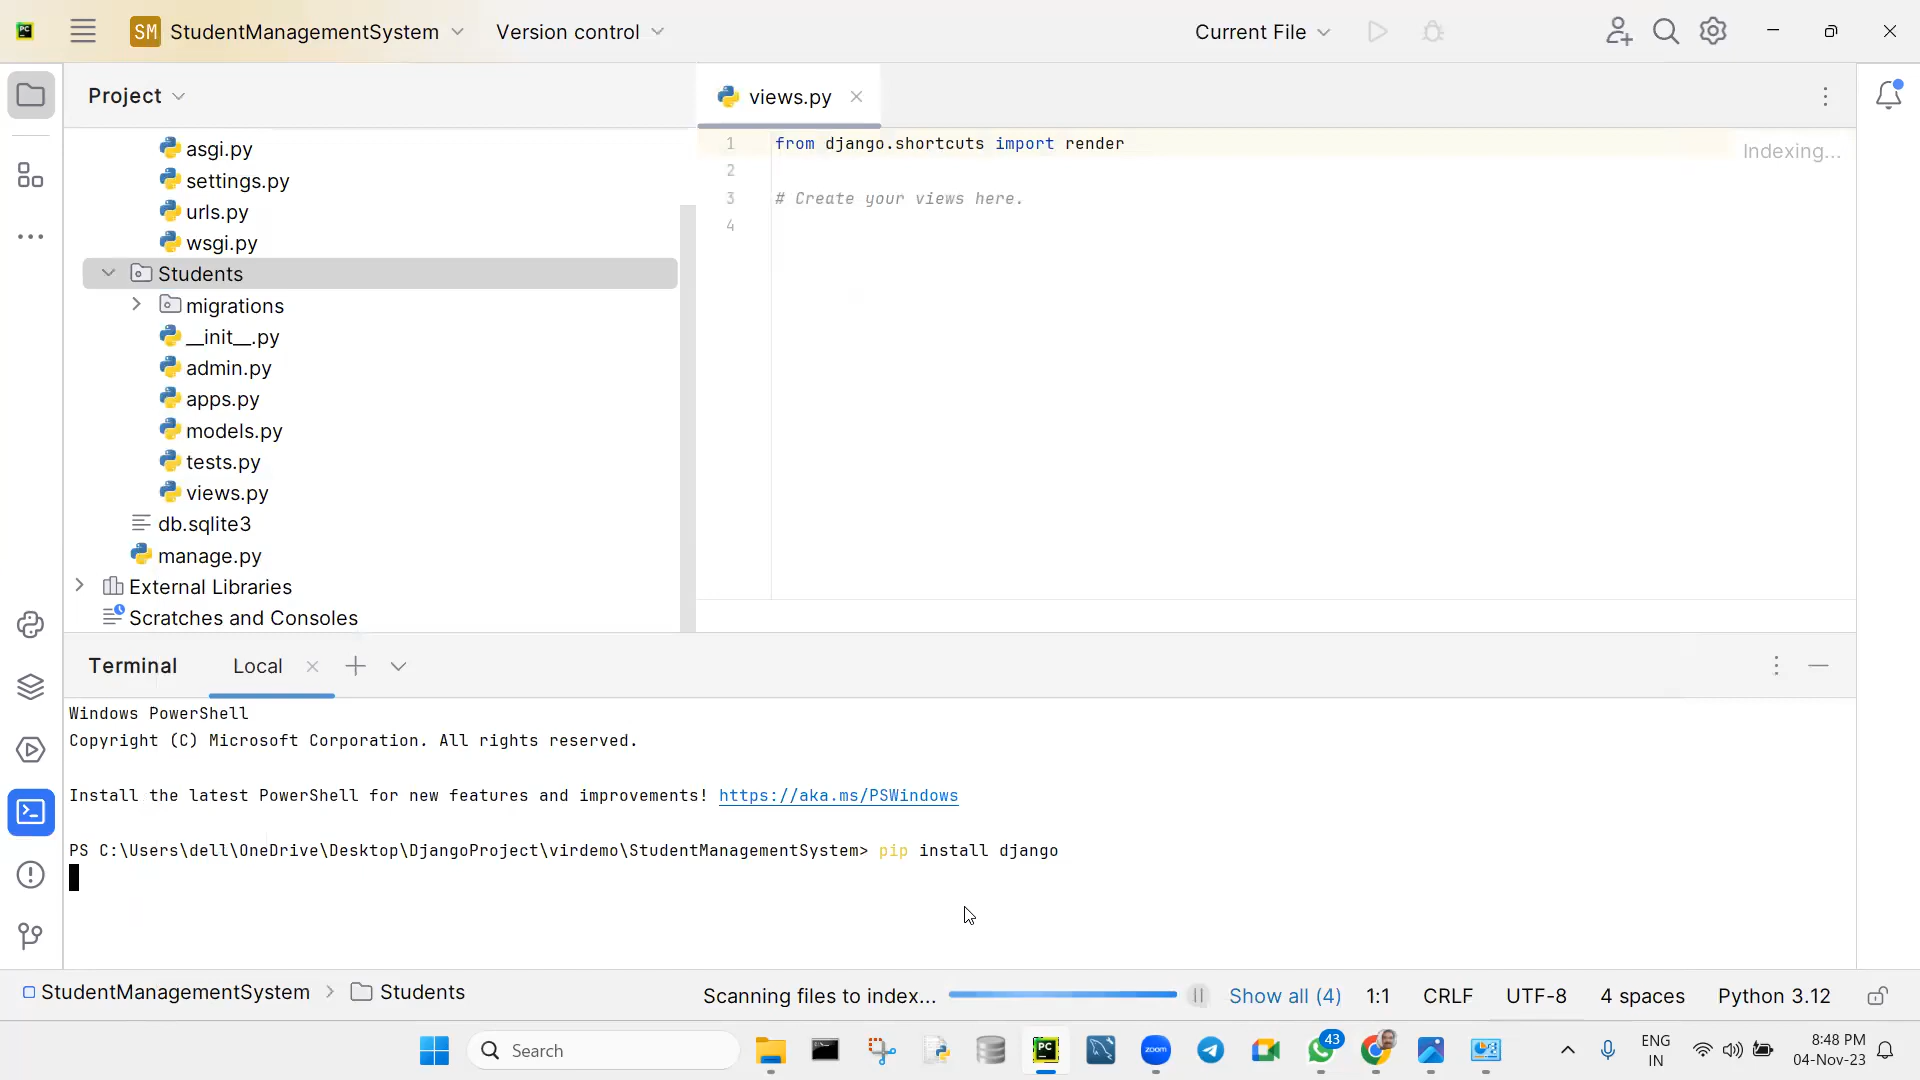 PC
SM StudentManagementSystem Version control
Current File
Project
views.py
asgi.py
settings.py
urls.py
wsgi.py
Students
migrations
__init__.py
admin.py
apps.py
models.py
tests.py
views.py
db.sqlite3
manage.py
External Libraries
Scratches and Consoles
1 from django.shortcuts import render
Indexing...
2
3 # Create your views here.
4
Terminal Local
Windows PowerShell
Copyright (C) Microsoft Corporation. All rights reserved.
Install the latest PowerShell for new features and improvements! https://aka.ms/PSWindows
PS C:\Users\dell\OneDrive\Desktop\DjangoProject\virdemo\StudentManagementSystem> pip install django
StudentManagementSystem > Students
Scanning files to index... Show all (4) 1:1 CRLF UTF-8 4 spaces Python 3.12
Search
PC
zoom
43
ENG
IN
8:48 PM
04-Nov-23